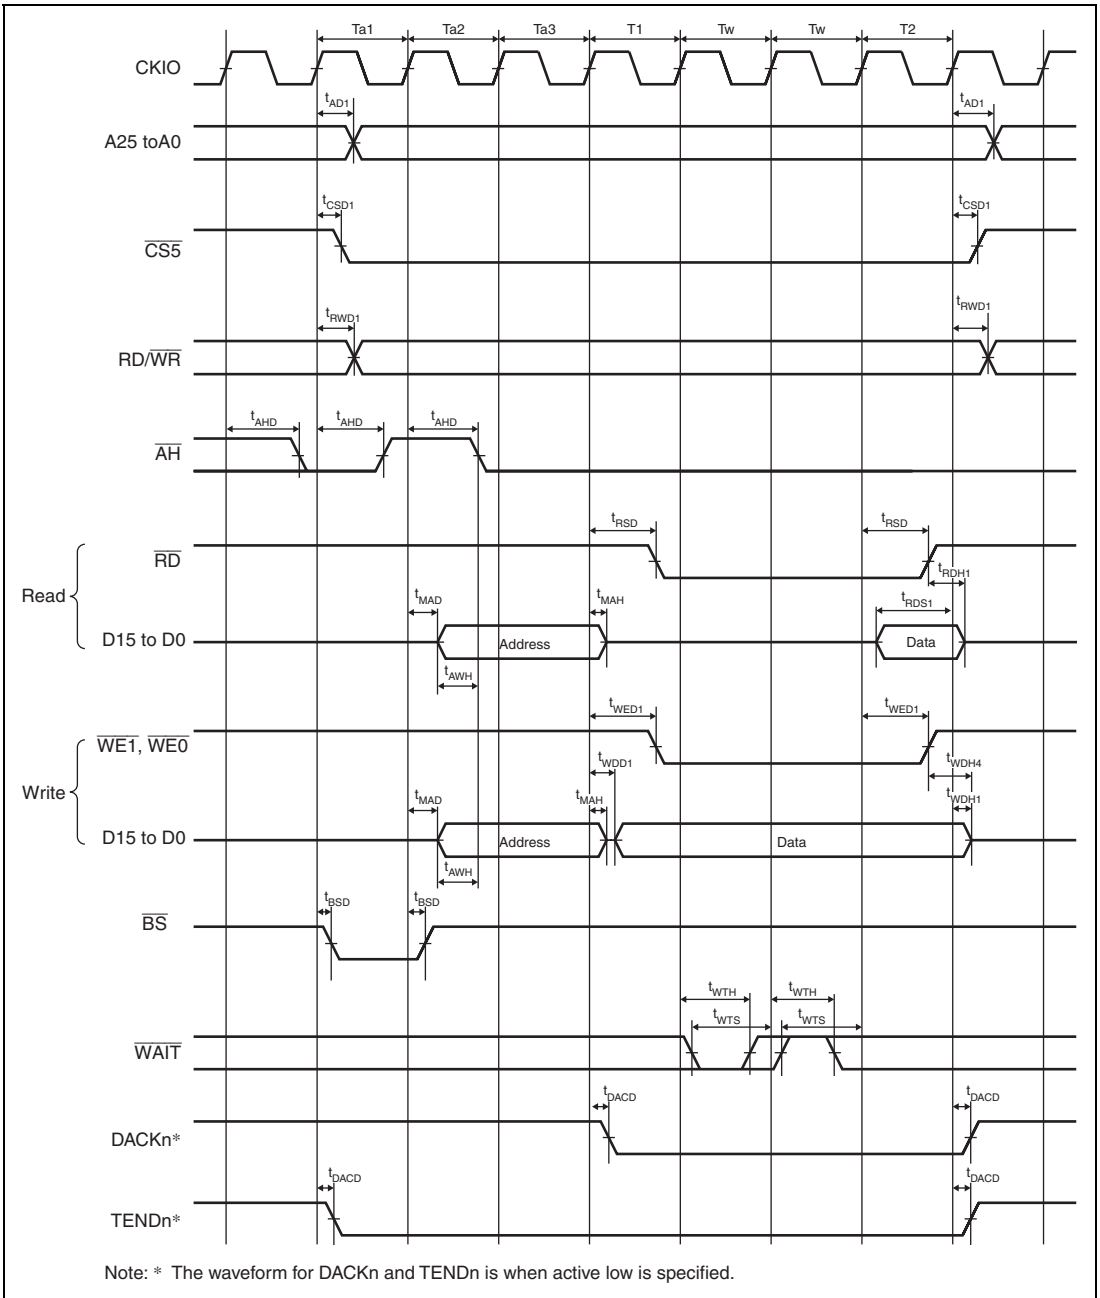 Ta1 Ta2 Ta3 T1 Tw Tw T2
CKIO
tAD1 tAD1
A25 toA0
tCSD1 tCSD1
CS5
tRWD1 tRWD1
RD/WR
tAHD tAHD tAHD
AH
tRSD tRSD
RD
tRDH1
Read
tMAD tMAH tRDS1
D15 to D0 Address Data
tAWH
tWED1 tWED1
WE1, WE0
tWDD1 tWDH4
Write
tMAD tMAH tWDH1
D15 to D0 Address Data
tAWH
tBSD tBSD
BS
tWTH tWTH
tWTS tWTS
WAIT
tDACD tDACD
DACKn*
tDACD tDACD
TENDn*
Note: * The waveform for DACKn and TENDn is when active low is specified.